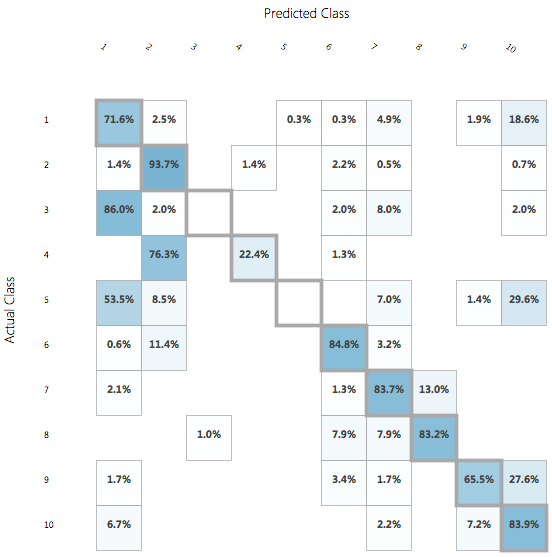 Predicted Class
1 2 3 4 5 6 7 8 9 10
Actual Class
1 71.6% 2.5% 0.3% 0.3% 4.9% 1.9% 18.6%
2 1.4% 93.7% 1.4% 2.2% 0.5% 0.7%
3 86.0% 2.0% 2.0% 8.0% 2.0%
4 76.3% 22.4% 1.3%
5 53.5% 8.5% 7.0% 1.4% 29.6%
6 0.6% 11.4% 84.8% 3.2%
7 2.1% 1.3% 83.7% 13.0%
8 1.0% 7.9% 7.9% 83.2%
9 1.7% 3.4% 1.7% 65.5% 27.6%
10 6.7% 2.2% 7.2% 83.9%